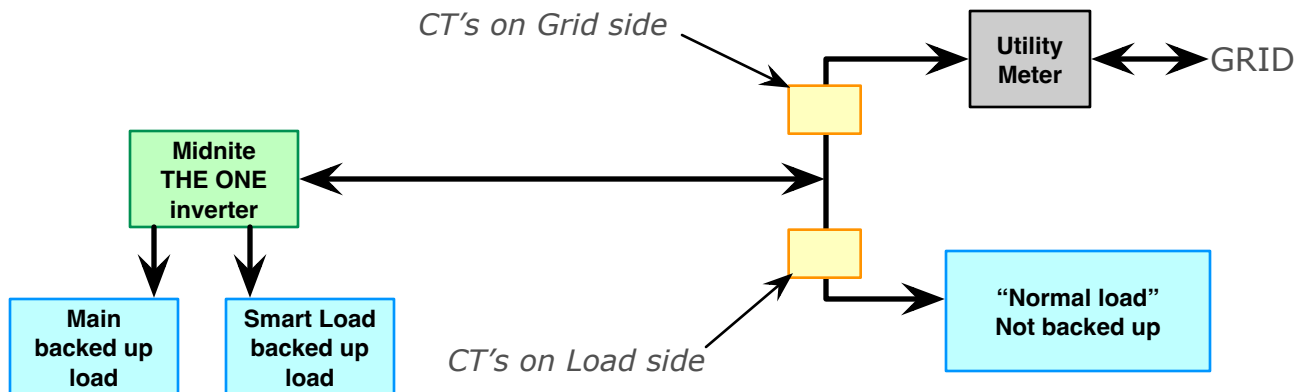 CT's on Grid side
Utility
Meter
GRID
Midnite
THE ONE
inverter
Main
backed up
load
Smart Load
backed up
load
CT's on Load side
“Normal load”
Not backed up